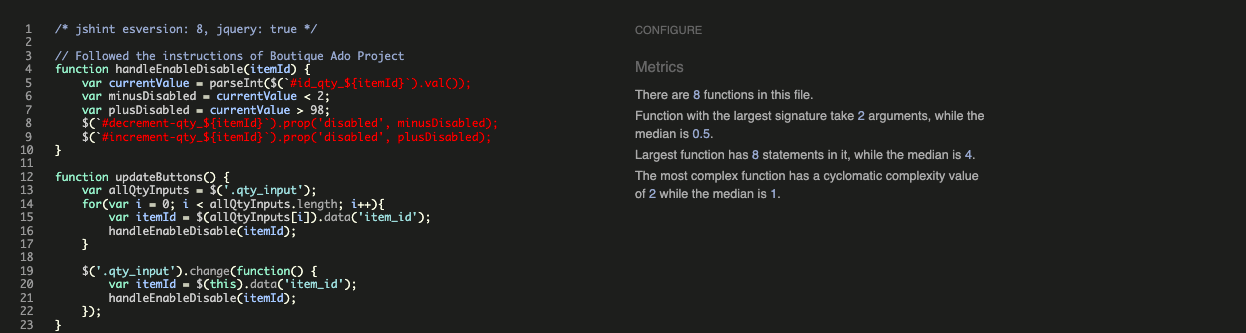 1 /* jshint esversion: 8, jquery: true */
2
3 // Followed the instructions of Boutique Ado Project
4 function handleEnableDisable(itemId) {
5     var currentValue = parseInt($(`#id_qty_${itemId}`).val());
6     var minusDisabled = currentValue < 2;
7     var plusDisabled = currentValue > 98;
8     $(`#decrement-qty_${itemId}`).prop('disabled', minusDisabled);
9     $(`#increment-qty_${itemId}`).prop('disabled', plusDisabled);
10 }
11
12 function updateButtons() {
13     var allQtyInputs = $('.qty_input');
14     for(var i = 0; i < allQtyInputs.length; i++){
15         var itemId = $(allQtyInputs[i]).data('item_id');
16         handleEnableDisable(itemId);
17     }
18
19     $('.qty_input').change(function() {
20         var itemId = $(this).data('item_id');
21         handleEnableDisable(itemId);
22     });
23 }
CONFIGURE
Metrics
There are 8 functions in this file.
Function with the largest signature take 2 arguments, while the
median is 0.5.
Largest function has 8 statements in it, while the median is 4.
The most complex function has a cyclomatic complexity value
of 2 while the median is 1.